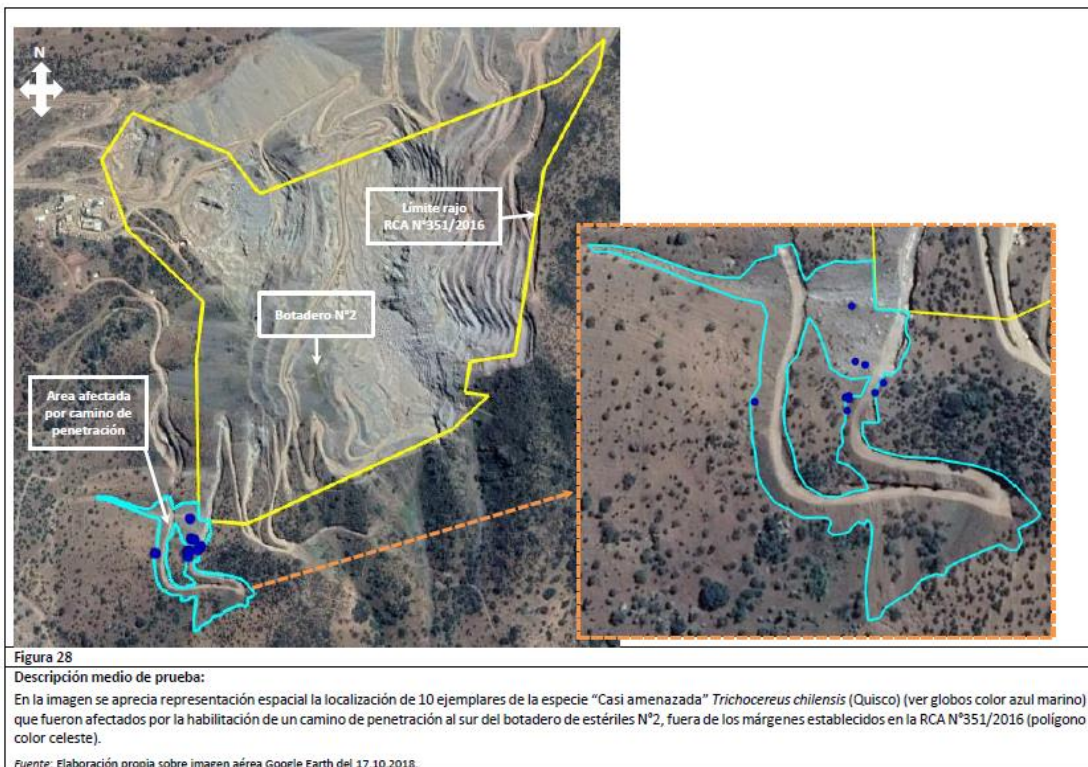 N
Límite rajo
RCA N°351/2016
Botadero N°2
Area afectada
por camino de
penetración
Figura 28
Descripción medio de prueba:
En la imagen se aprecia representación espacial la localización de 10 ejemplares de la especie “Casi amenazada” Trichocereus chilensis (Quisco) (ver globos color azul marino)
que fueron afectados por la habilitación de un camino de penetración al sur del botadero de estériles N°2, fuera de los márgenes establecidos en la RCA N°351/2016 (polígono
color celeste).
Fuente: Elaboración propia sobre imagen aérea Google Earth del 17.10.2018.